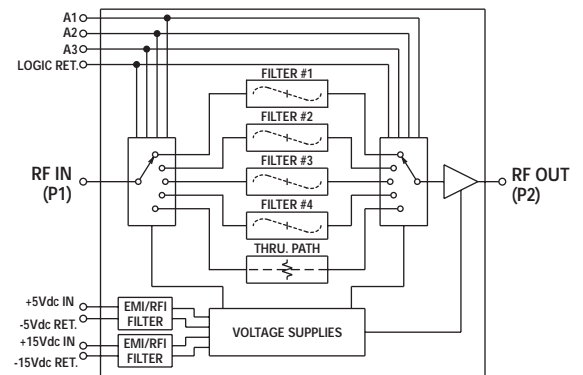 A1
A2
A3
LOGIC RET.
FILTER #1
FILTER #2
FILTER #3
FILTER #4
THRU. PATH
RF IN
(P1)
RF OUT
(P2)
+5Vdc IN
-5Vdc RET.
+15Vdc IN
-15Vdc RET.
EMI/RFI
FILTER
EMI/RFI
FILTER
VOLTAGE SUPPLIES